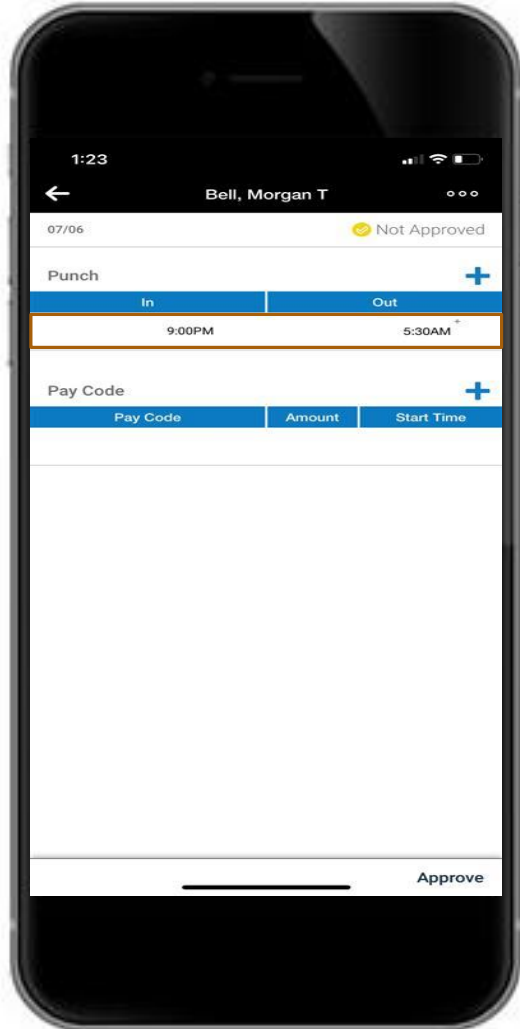 1:23
Bell, Morgan T
07/06 Not Approved
Punch +
In Out
9:00PM 5:30AM +
Pay Code +
Pay Code Amount Start Time
Approve